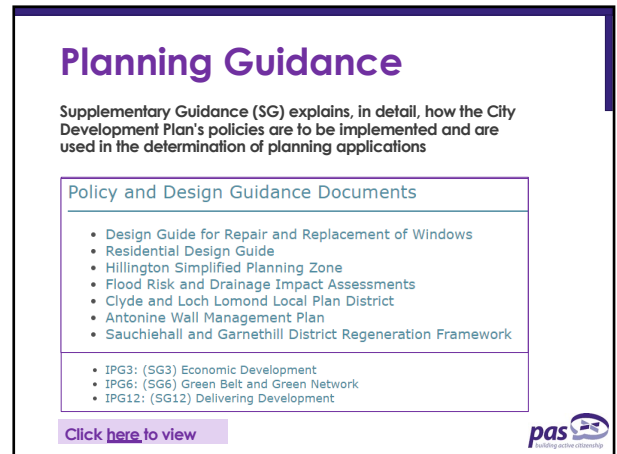 Planning Guidance
Supplementary Guidance (SG) explains, in detail, how the City
Development Plan's policies are to be implemented and are
used in the determination of planning applications
Policy and Design Guidance Documents
• Design Guide for Repair and Replacement of Windows
• Residential Design Guide
• Hillington Simplified Planning Zone
• Flood Risk and Drainage Impact Assessments
• Clyde and Loch Lomond Local Plan District
• Antonine Wall Management Plan
• Sauchiehall and Garnethill District Regeneration Framework
• IPG3: (SG3) Economic Development
• IPG6: (SG6) Green Belt and Green Network
• IPG12: (SG12) Delivering Development
Click here to view
pas
building active citizenship